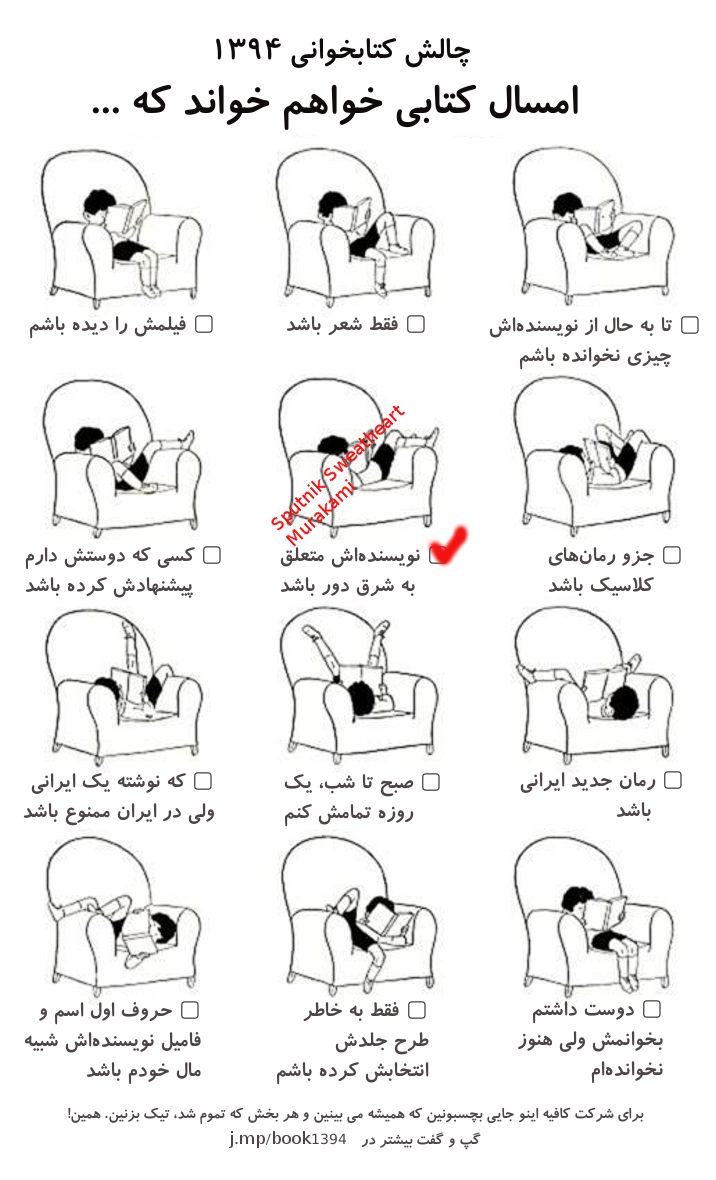 چالش کتابخوانی ۱۳۹۴
امسال کتابی خواهم خواند که ...
تا به حال از نویسنده‌اش
چیزی نخوانده باشم
فقط شعر باشد
فیلمش را دیده باشم
جزو رمان‌های
کلاسیک باشد
Sputnik Sweatheart
Murakami
نویسنده‌اش متعلق
به شرق دور باشد
کسی که دوستش دارم
پیشنهادش کرده باشد
رمان جدید ایرانی
باشد
صبح تا شب، یک
روزه تمامش کنم
که نوشته یک ایرانی
ولی در ایران ممنوع باشد
دوست داشتم
بخوانمش ولی هنوز
نخوانده‌ام
فقط به خاطر
طرح جلدش
انتخابش کرده باشم
حروف اول اسم و
فامیل نویسنده‌اش شبیه
مال خودم باشد
برای شرکت کافیه اینو جایی بچسبونین که همیشه می بینین و هر بخش که تموم شد، تیک بزنین. همین!
گپ و گفت بیشتر در j.mp/book1394